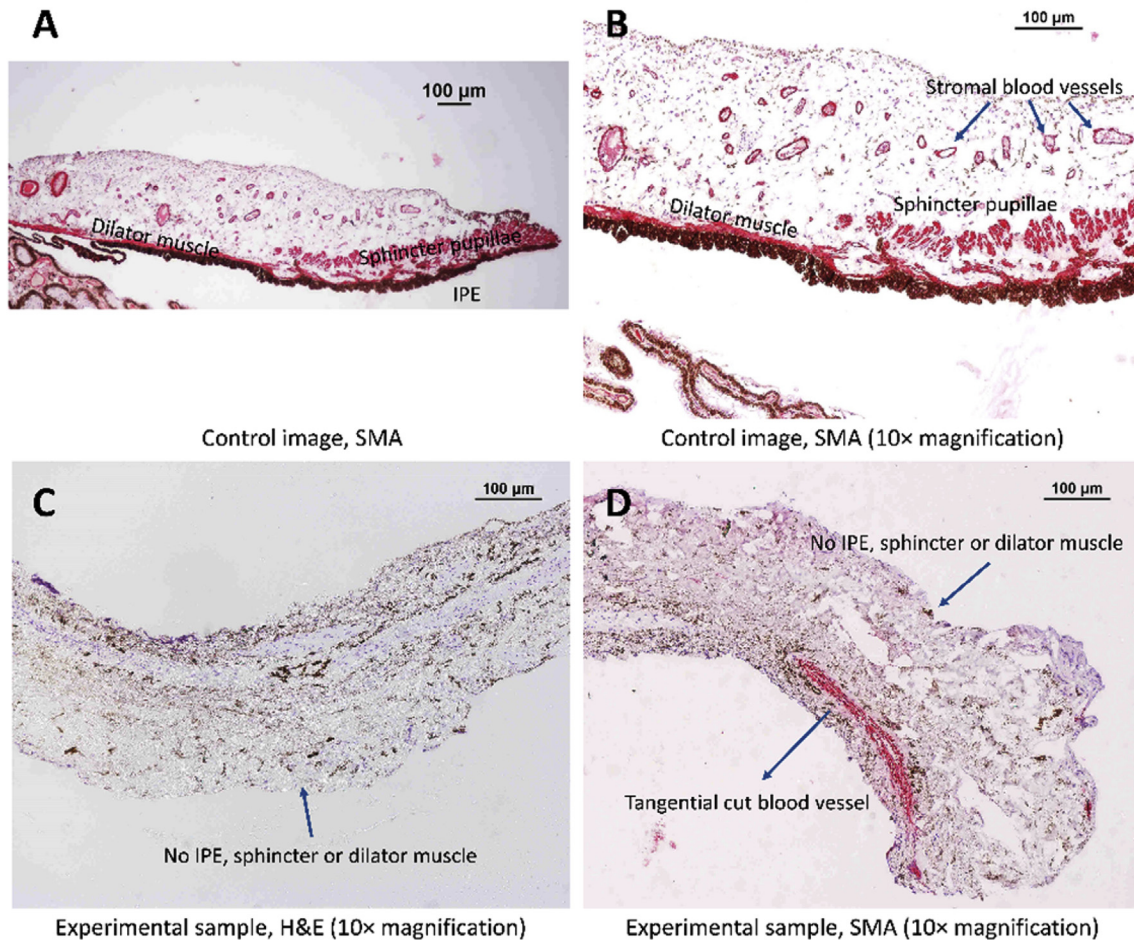 A
100 µm
Dilator muscle
Sphincter pupillae
IPE
Control image, SMA
B
100 µm
Stromal blood vessels
Sphincter pupillae
Dilator muscle
Control image, SMA (10× magnification)
C
100 µm
No IPE, sphincter or dilator muscle
Experimental sample, H&E (10× magnification)
D
100 µm
No IPE, sphincter or dilator muscle
Tangential cut blood vessel
Experimental sample, SMA (10× magnification)